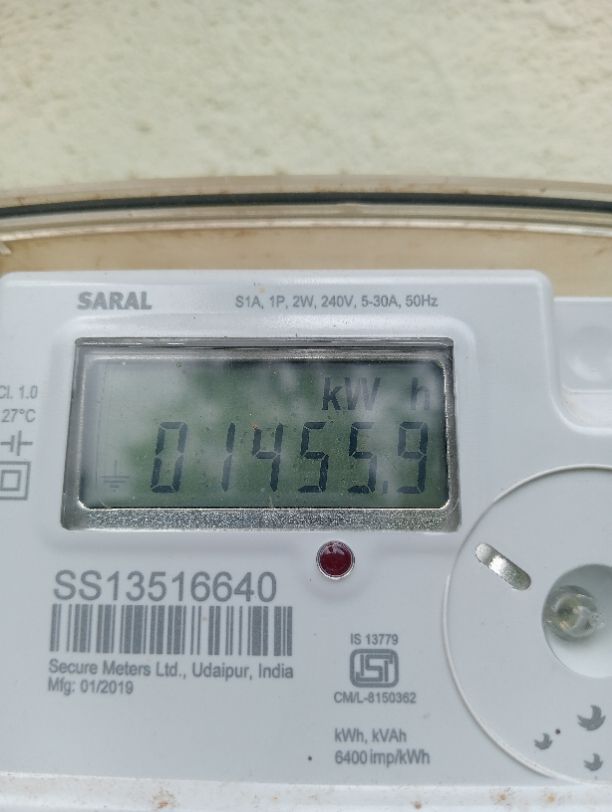 SARAL
S1A, 1P, 2W, 240V, 5-30A, 50Hz
Cl. 1.0
27°C
kW h
01455.9
SS13516640
Secure Meters Ltd., Udaipur, India
Mfg: 01/2019
IS 13779
ISI
CM/L-8150362
kWh, kVAh
6400 imp/kWh